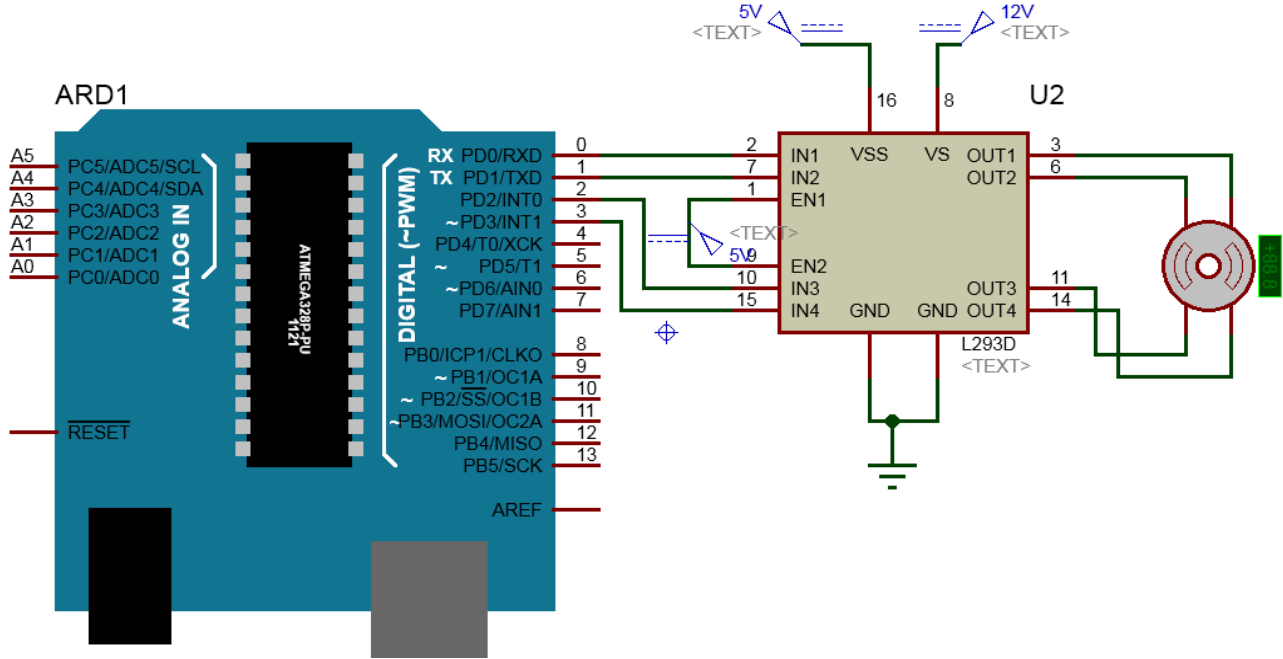 5V
<TEXT>
12V
<TEXT>
ARD1
U2
16
8
A5
PC5/ADC5/SCL
A4
PC4/ADC4/SDA
A3
PC3/ADC3
A2
PC2/ADC2
A1
PC1/ADC1
A0
PC0/ADC0
RESET
ANALOG IN
ATMEGA328P-PU
1121
DIGITAL (~PWM)
RX PD0/RXD 0
TX PD1/TXD 1
PD2/INT0 2
~ PD3/INT1 3
PD4/T0/XCK 4
~ PD5/T1 5
~ PD6/AIN0 6
PD7/AIN1 7
PB0/ICP1/CLKO 8
~ PB1/OC1A 9
~ PB2/SS/OC1B 10
~PB3/MOSI/OC2A 11
PB4/MISO 12
PB5/SCK 13
AREF
<TEXT>
5V
2 IN1 VSS VS OUT1 3
7 IN2 OUT2 6
1 EN1
9 EN2
10 IN3 OUT3 11
15 IN4 GND GND OUT4 14
L293D
<TEXT>
+88.8